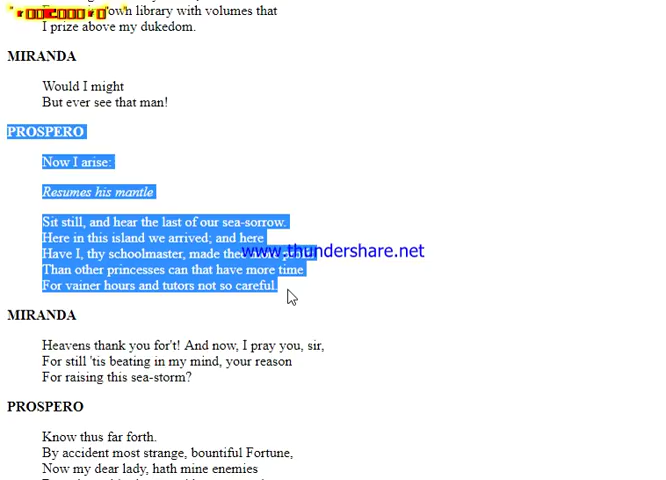 own library with volumes that
I prize above my dukedom.
MIRANDA
Would I might
But ever see that man!
PROSPERO
Now I arise:
Resumes his mantle
Sit still, and hear the last of our sea-sorrow.
Here in this island we arrived; and here
Have I, thy schoolmaster, made thee
www.thundershare.net
Than other princesses can that have more time
For vainer hours and tutors not so careful.
MIRANDA
Heavens thank you for't! And now, I pray you, sir,
For still 'tis beating in my mind, your reason
For raising this sea-storm?
PROSPERO
Know thus far forth.
By accident most strange, bountiful Fortune,
Now my dear lady, hath mine enemies